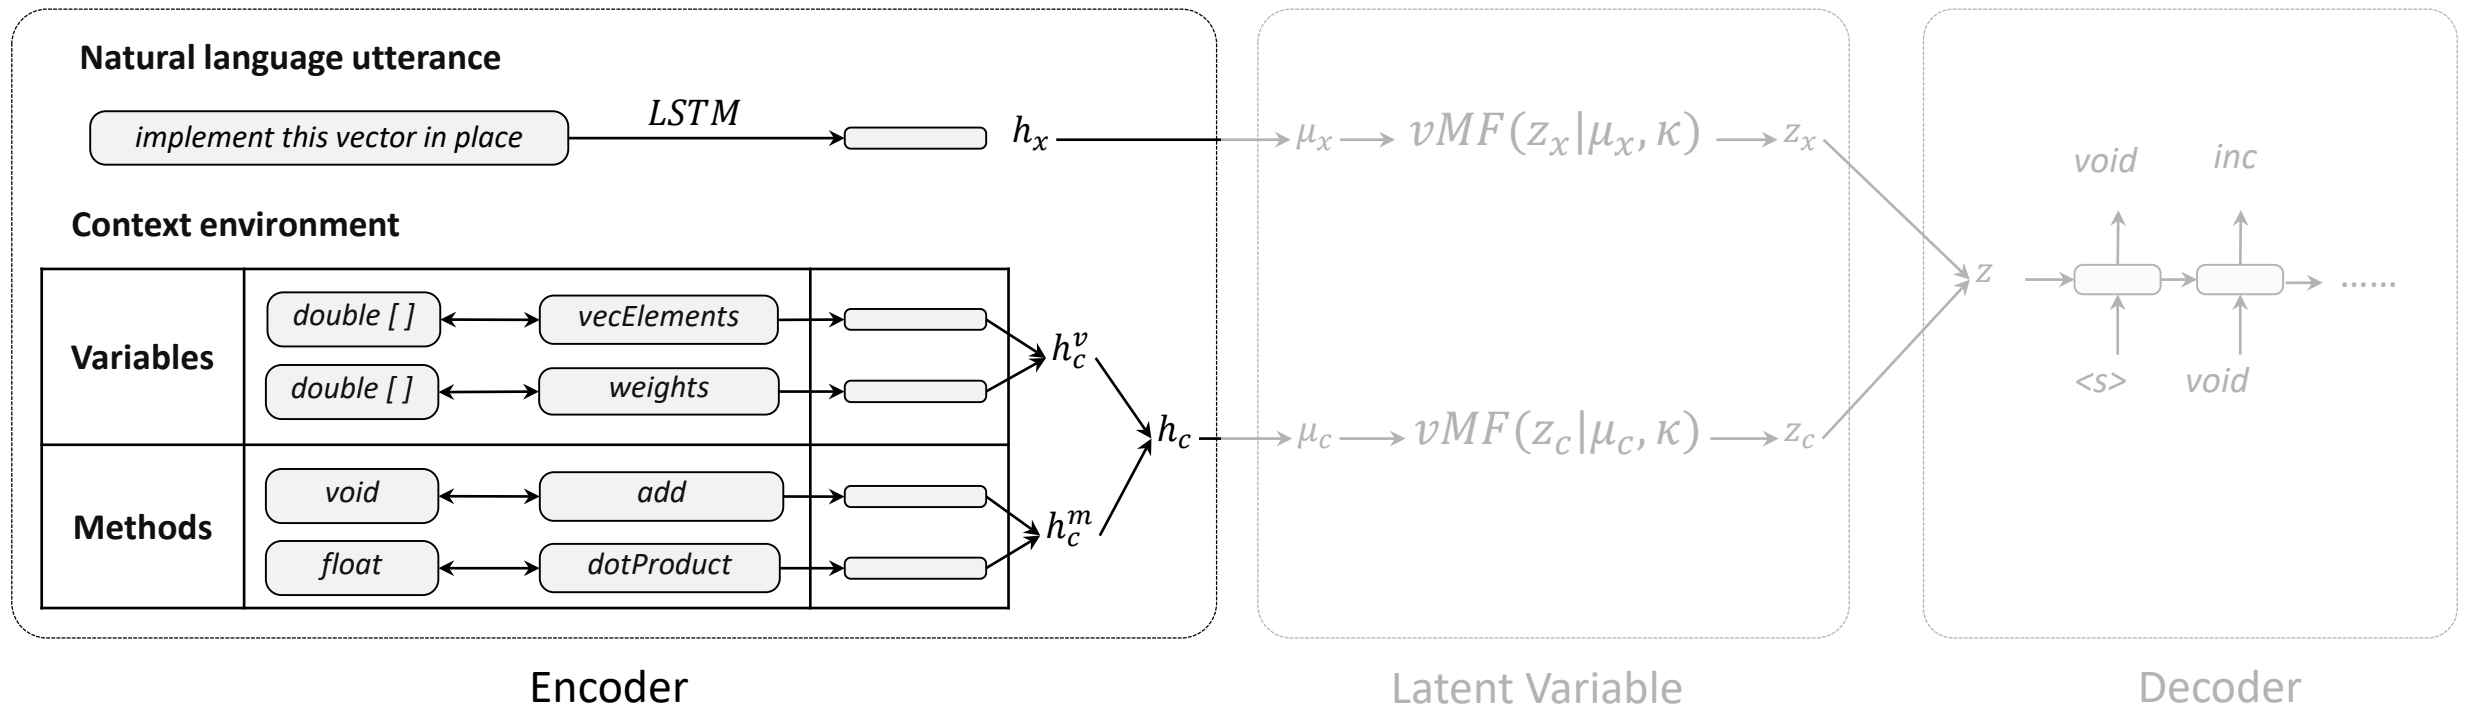 Natural language utterance
implement this vector in place
LSTM
h_x
μ_x
vMF(z_x|μ_x, κ)
z_x
Context environment
Variables
double [ ]
vecElements
double [ ]
weights
h_c^v
Methods
void
add
float
dotProduct
h_c^m
h_c
μ_c
vMF(z_c|μ_c, κ)
z_c
z
void
inc
......
<s>
void
Encoder
Latent Variable
Decoder